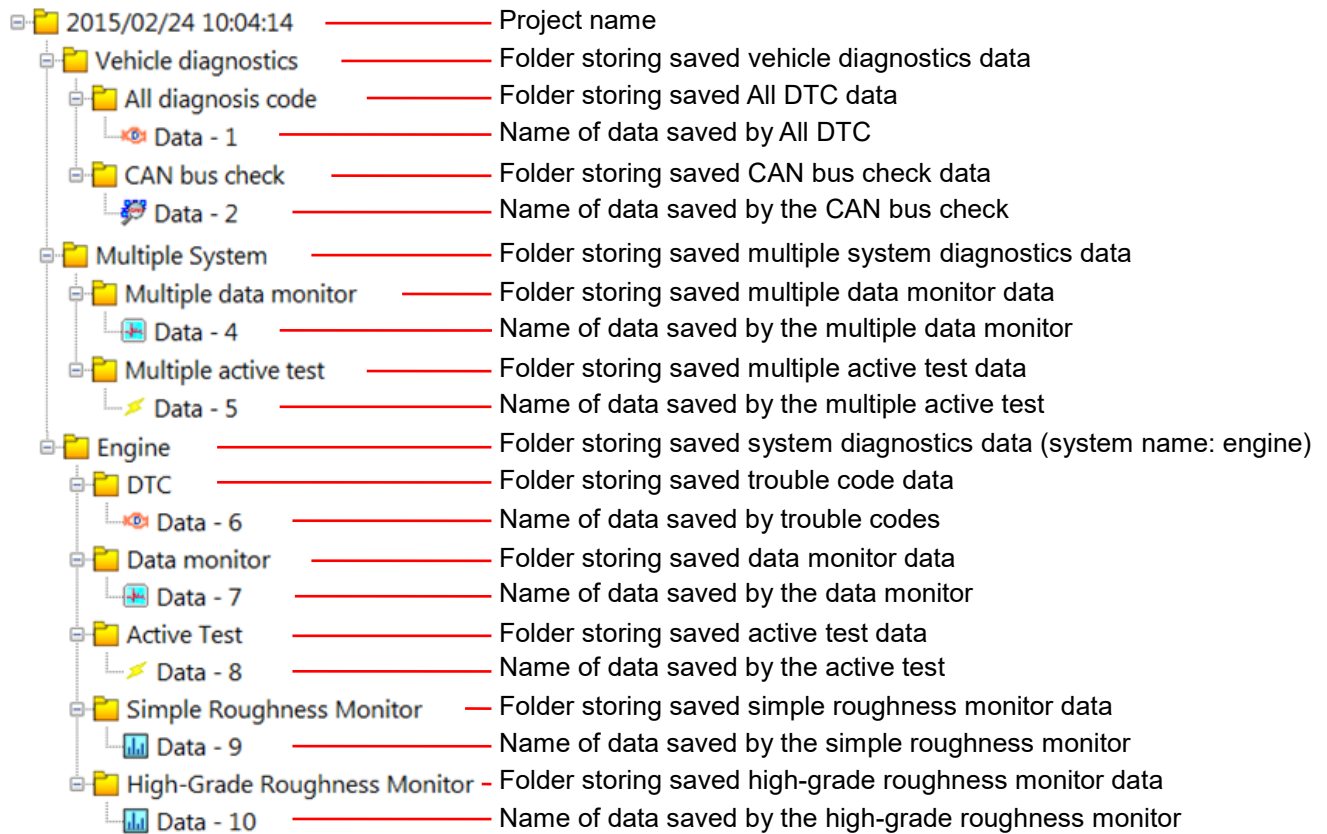 2015/02/24 10:04:14 Project name
Vehicle diagnostics Folder storing saved vehicle diagnostics data
All diagnosis code Folder storing saved All DTC data
Data - 1 Name of data saved by All DTC
CAN bus check Folder storing saved CAN bus check data
Data - 2 Name of data saved by the CAN bus check
Multiple System Folder storing saved multiple system diagnostics data
Multiple data monitor Folder storing saved multiple data monitor data
Data - 4 Name of data saved by the multiple data monitor
Multiple active test Folder storing saved multiple active test data
Data - 5 Name of data saved by the multiple active test
Engine Folder storing saved system diagnostics data (system name: engine)
DTC Folder storing saved trouble code data
Data - 6 Name of data saved by trouble codes
Data monitor Folder storing saved data monitor data
Data - 7 Name of data saved by the data monitor
Active Test Folder storing saved active test data
Data - 8 Name of data saved by the active test
Simple Roughness Monitor Folder storing saved simple roughness monitor data
Data - 9 Name of data saved by the simple roughness monitor
High-Grade Roughness Monitor Folder storing saved high-grade roughness monitor data
Data - 10 Name of data saved by the high-grade roughness monitor